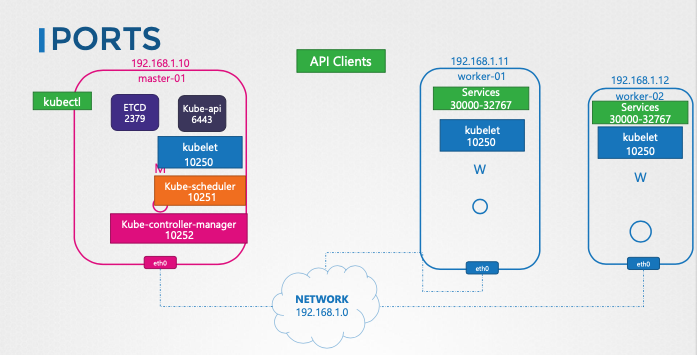 PORTS
192.168.1.10
master-01
kubectl
ETCD
2379
Kube-api
6443
kubelet
10250
M
Kube-scheduler
10251
Kube-controller-manager
10252
eth0
API Clients
192.168.1.11
worker-01
Services
30000-32767
kubelet
10250
W
eth0
192.168.1.12
worker-02
Services
30000-32767
kubelet
10250
W
eth0
NETWORK
192.168.1.0